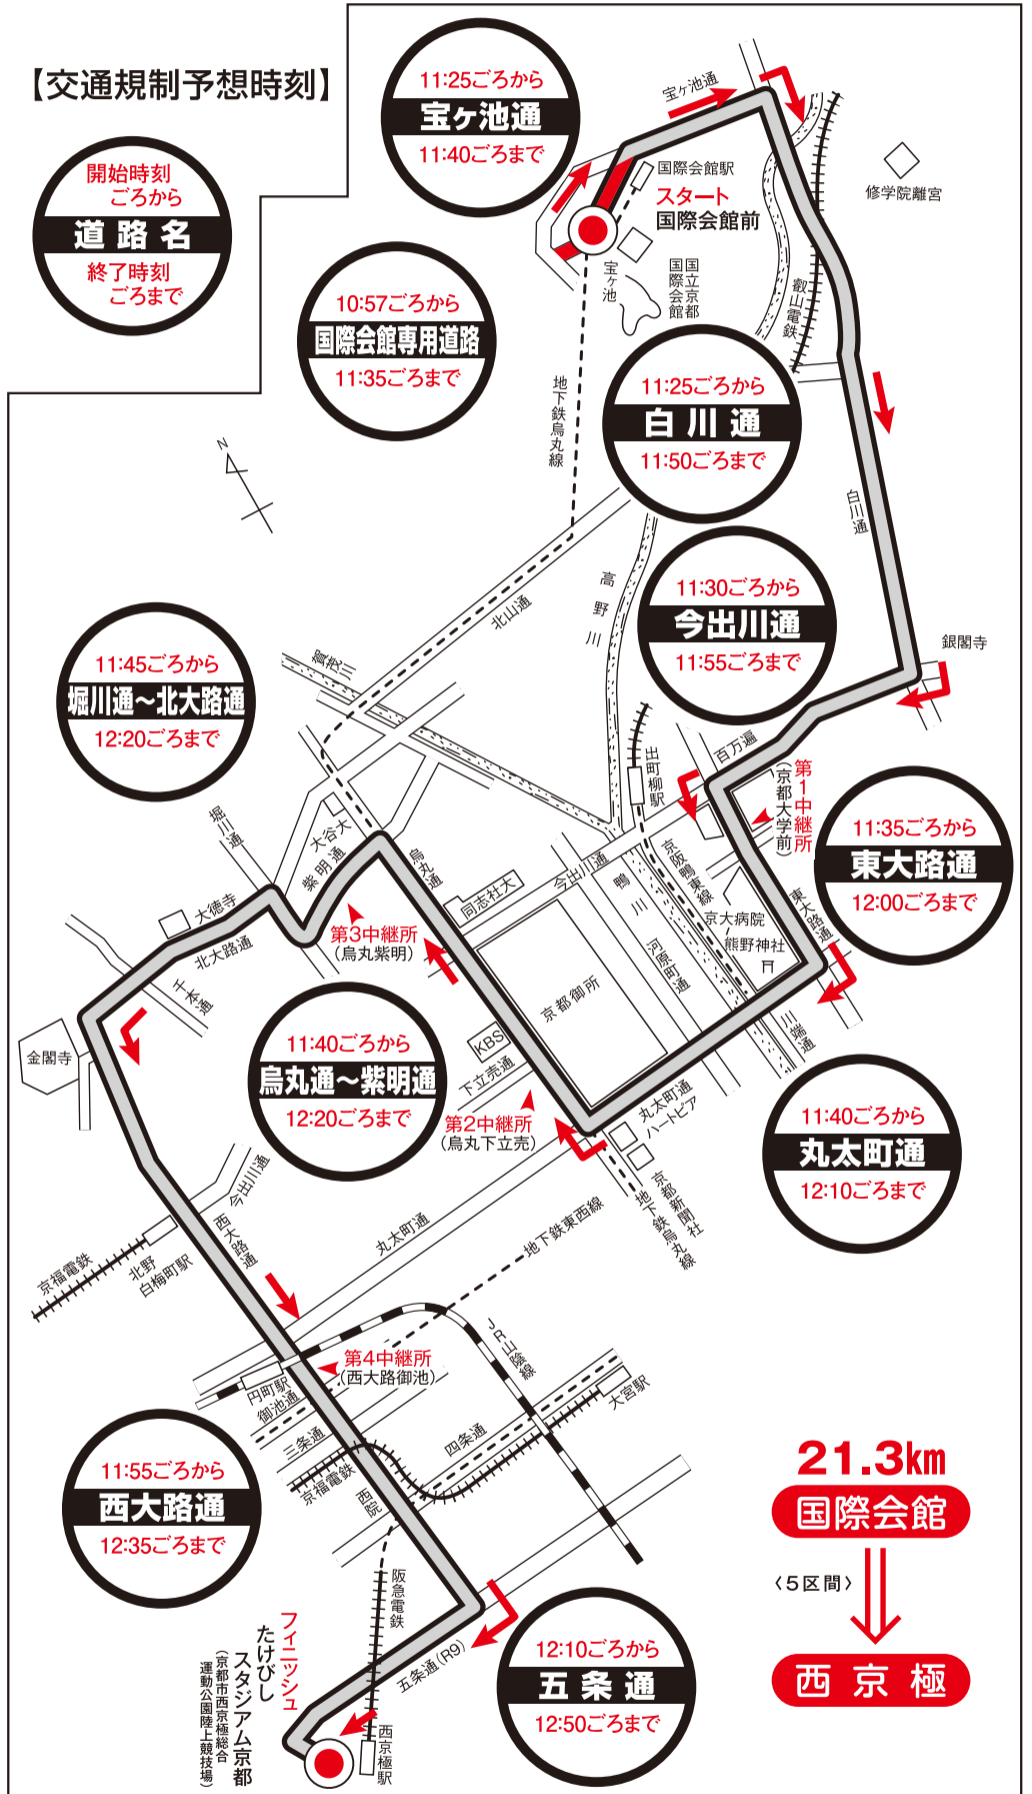 【交通規制予想時刻】
開始時刻
ごろから
道路名
終了時刻
ごろまで
11:25ごろから
宝ヶ池通
11:40ごろまで
宝ヶ池通
国際会館駅
スタート
国際会館前
修学院離宮
宝ヶ池
国立京都
国際会館
叡山電鉄
10:57ごろから
国際会館専用道路
11:35ごろまで
地下鉄烏丸線
11:25ごろから
白川通
11:50ごろまで
白川通
N
高野川
北山通
11:30ごろから
今出川通
11:55ごろまで
銀閣寺
賀茂川
11:45ごろから
堀川通～北大路通
12:20ごろまで
出町柳駅
百万遍
第1中継所
(京都大学前)
11:35ごろから
東大路通
12:00ごろまで
堀川通
大谷大
紫明通
烏丸通
今出川通
同志社大
京阪鴨東線
鴨川
河原町通
京大病院
熊野神社
東大路通
川端通
大徳寺
北大路通
千本通
第3中継所
(烏丸紫明)
京都御所
金閣寺
11:40ごろから
烏丸通～紫明通
12:20ごろまで
KBS
下立売通
第2中継所
(烏丸下立売)
丸太町通
ハートピア
京都新聞社
地下鉄烏丸線
11:40ごろから
丸太町通
12:10ごろまで
今出川通
西大路通
丸太町通
地下鉄東西線
京福電鉄
北野
白梅町駅
JR山陰線
第4中継所
(西大路御池)
円町駅
御池通
三条通
四条通
大宮駅
京福電鉄
西院
11:55ごろから
西大路通
12:35ごろまで
21.3km
国際会館
〈5区間〉
西京極
阪急電鉄
五条通(R9)
12:10ごろから
五条通
12:50ごろまで
フィニッシュ
たけびし
スタジアム京都
(京都市西京極総合
運動公園陸上競技場)
西京極駅